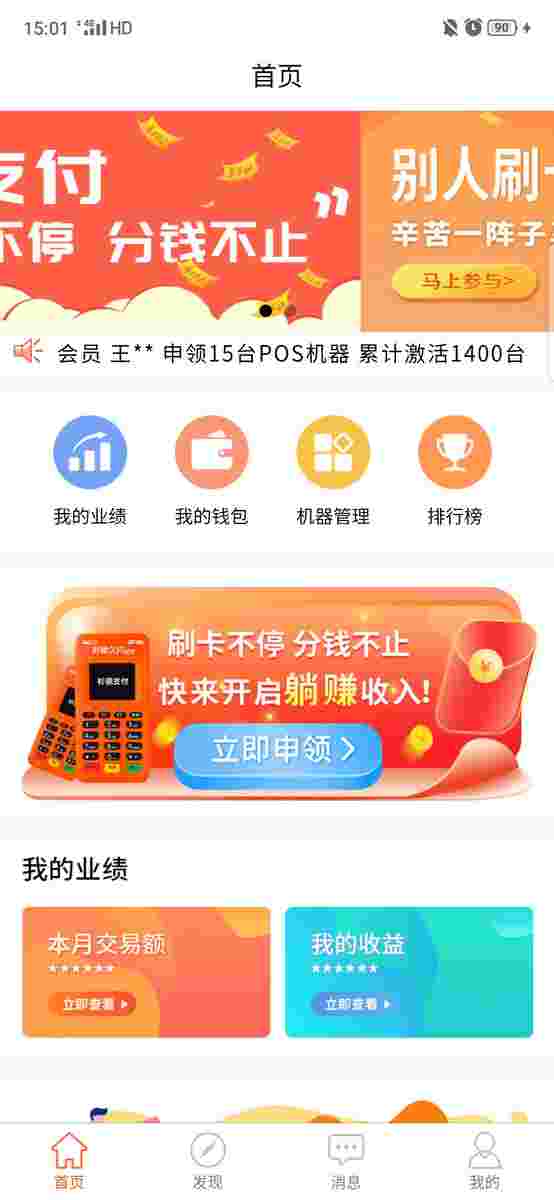 15:01
4G
HD
90
首页
支付
不停 分钱不止
别人刷卡
辛苦一阵子
马上参与>
会员 王** 申领15台POS机器 累计激活1400台
我的业绩
我的钱包
机器管理
排行榜
刷卡不停 分钱不止
快来开启躺赚收入!
立即申领
我的业绩
本月交易额
******
立即查看
我的收益
******
立即查看
首页
发现
消息
我的